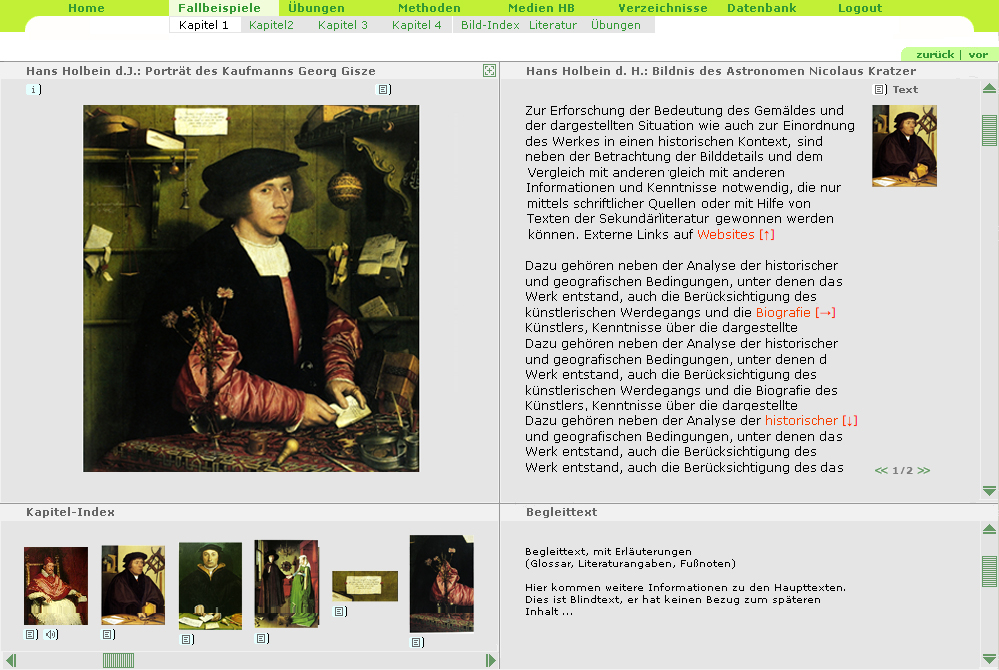 Home Fallbeispiele Übungen Methoden Medien HB Verzeichnisse Datenbank Logout
Kapitel 1 Kapitel2 Kapitel 3 Kapitel 4 Bild-Index Literatur Übungen
zurück | vor
Hans Holbein d.J.: Porträt des Kaufmanns Georg Gisze
Hans Holbein d. H.: Bildnis des Astronomen Nicolaus Kratzer
i
Text
Zur Erforschung der Bedeutung des Gemäldes und
der dargestellten Situation wie auch zur Einordnung
des Werkes in einen historischen Kontext, sind
neben der Betrachtung der Bilddetails und dem
Vergleich mit anderen gleich mit anderen
Informationen und Kenntnisse notwendig, die nur
mittels schriftlicher Quellen oder mit Hilfe von
Texten der Sekundärliteratur gewonnen werden
können. Externe Links auf Websites [↑]
Dazu gehören neben der Analyse der historischer
und geografischen Bedingungen, unter denen das
Werk entstand, auch die Berücksichtigung des
künstlerischen Werdegangs und die Biografie [→]
Künstlers, Kenntnisse über die dargestellte
Dazu gehören neben der Analyse der historischer
und geografischen Bedingungen, unter denen d
Werk entstand, auch die Berücksichtigung des
künstlerischen Werdegangs und die Biografie des
Künstlers, Kenntnisse über die dargestellte
Dazu gehören neben der Analyse der historischer [↓]
und geografischen Bedingungen, unter denen das
Werk entstand, auch die Berücksichtigung des
Werk entstand, auch die Berücksichtigung des das
<< 1/2 >>
Kapitel-Index
Begleittext
Begleittext, mit Erläuterungen
(Glossar, Literaturangaben, Fußnoten)
Hier kommen weitere Informationen zu den Haupttexten.
Dies ist Blindtext, er hat keinen Bezug zum späteren
Inhalt ...